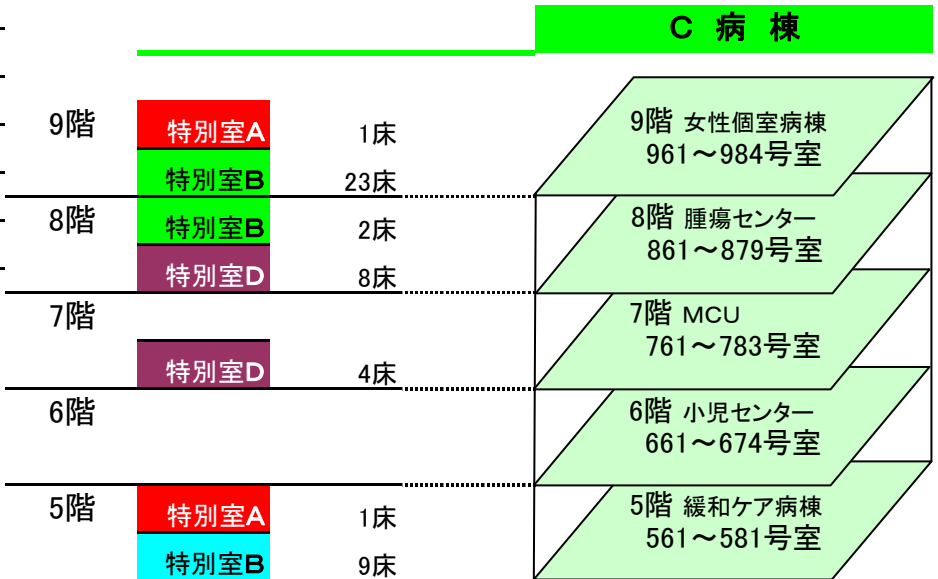 C 病 棟
9階 特別室A 1床
特別室B 23床
8階 特別室B 2床
特別室D 8床
7階
特別室D 4床
6階
5階 特別室A 1床
特別室B 9床
9階 女性個室病棟
961～984号室
8階 腫瘍センター
861～879号室
7階 MCU
761～783号室
6階 小児センター
661～674号室
5階 緩和ケア病棟
561～581号室